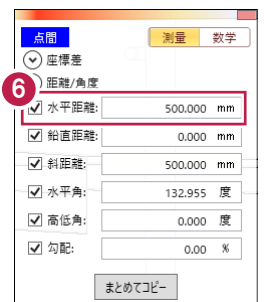 点間 測量 数学
座標差
距離/角度
6
水平距離: 500.000 mm
鉛直距離: 0.000 mm
斜距離: 500.000 mm
水平角: 132.955 度
高低角: 0.000 度
勾配: 0.00 %
まとめてコピー